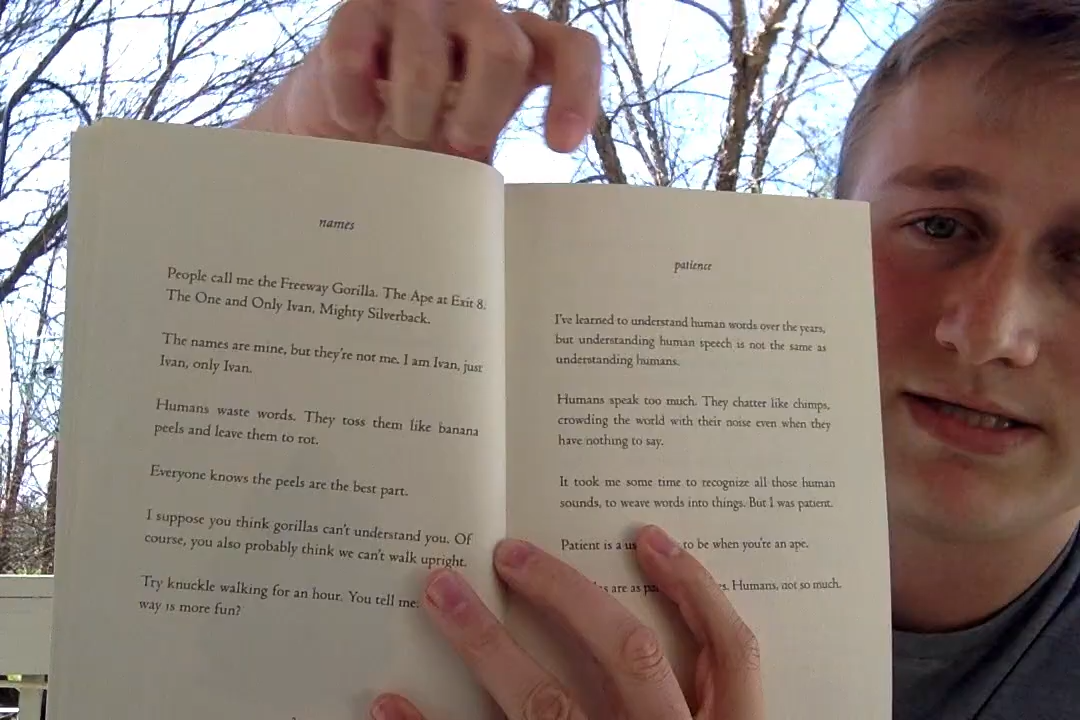 names
People call me the Freeway Gorilla. The Ape at Exit 8.
The One and Only Ivan, Mighty Silverback.
The names are mine, but they're not me. I am Ivan, just
Ivan, only Ivan.
Humans waste words. They toss them like banana
peels and leave them to rot.
Everyone knows the peels are the best part.
I suppose you think gorillas can't understand you. Of
course, you also probably think we can't walk upright.
Try knuckle walking for an hour. You tell me:
way is more fun?
patience
I've learned to understand human words over the years,
but understanding human speech is not the same as
understanding humans.
Humans speak too much. They chatter like chimps,
crowding the world with their noise even when they
have nothing to say.
It took me some time to recognize all those human
sounds, to weave words into things. But I was patient.
Patient is a to be when you're an ape.
are as Humans, not so much.